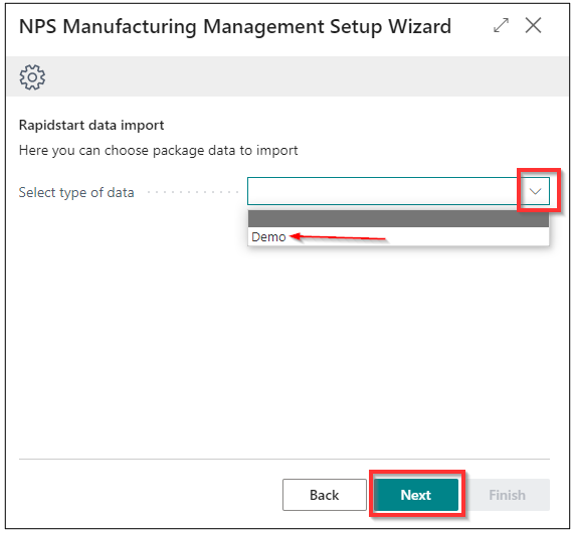 NPS Manufacturing Management Setup Wizard
Rapidstart data import
Here you can choose package data to import
Select type of data
Demo
Back
Next
Finish